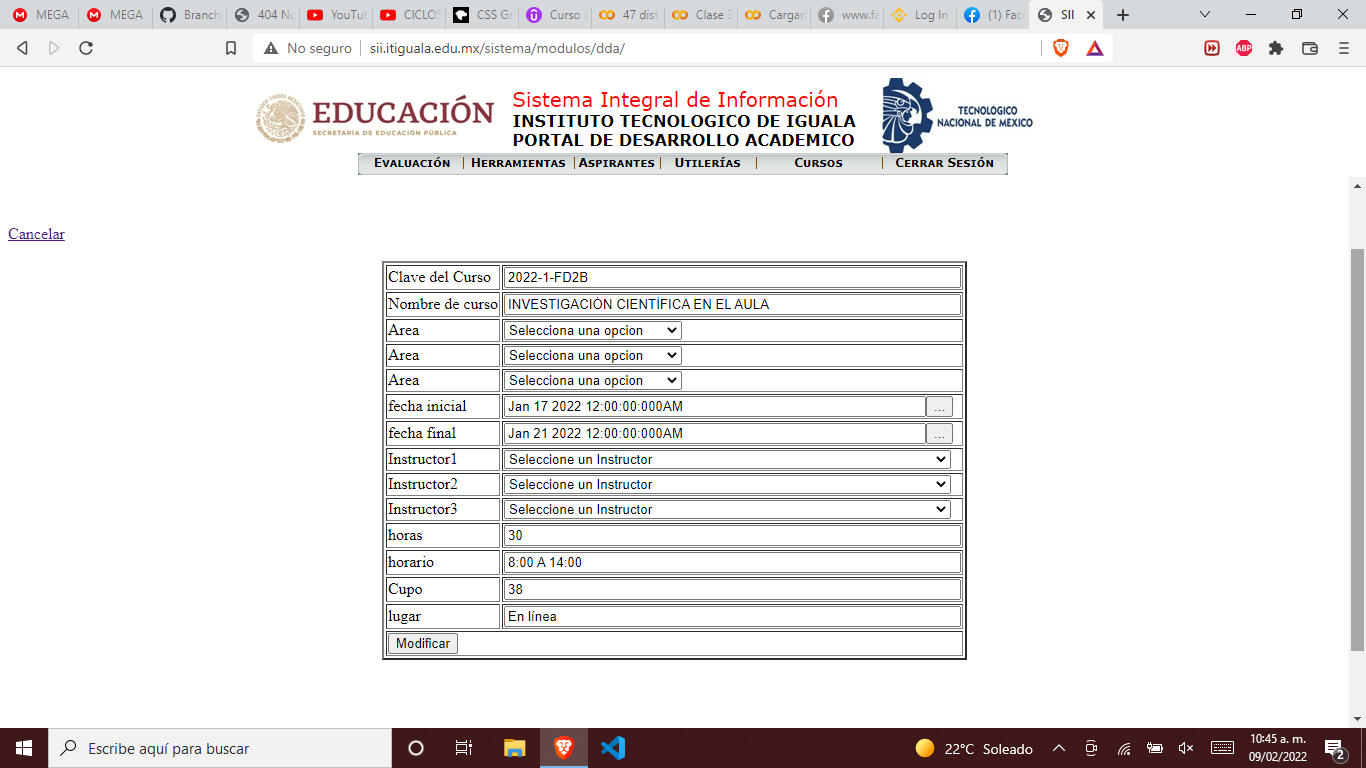 MEGA
MEGA
Branch
404 No
YouTub
CICLOS
CSS Gr
Curso
47 dist
Clase 3
Cargan
www.fa
Log In
(1) Face
SII
No seguro
sii.itiguala.edu.mx/sistema/modulos/dda/
ABP
EDUCACIÓN
SECRETARÍA DE EDUCACIÓN PÚBLICA
Sistema Integral de Información
INSTITUTO TECNOLOGICO DE IGUALA
PORTAL DE DESARROLLO ACADEMICO
TECNOLÓGICO
NACIONAL DE MÉXICO
EVALUACIÓN | HERRAMIENTAS | ASPIRANTES | UTILERÍAS | CURSOS | CERRAR SESIÓN
Cancelar
Clave del Curso 2022-1-FD2B
Nombre de curso INVESTIGACIÓN CIENTÍFICA EN EL AULA
Area Selecciona una opcion
Area Selecciona una opcion
Area Selecciona una opcion
fecha inicial Jan 17 2022 12:00:00:000AM ...
fecha final Jan 21 2022 12:00:00:000AM ...
Instructor1 Seleccione un Instructor
Instructor2 Seleccione un Instructor
Instructor3 Seleccione un Instructor
horas 30
horario 8:00 A 14:00
Cupo 38
lugar En línea
Modificar
Escribe aquí para buscar
22°C Soleado
10:45 a. m.
09/02/2022
2